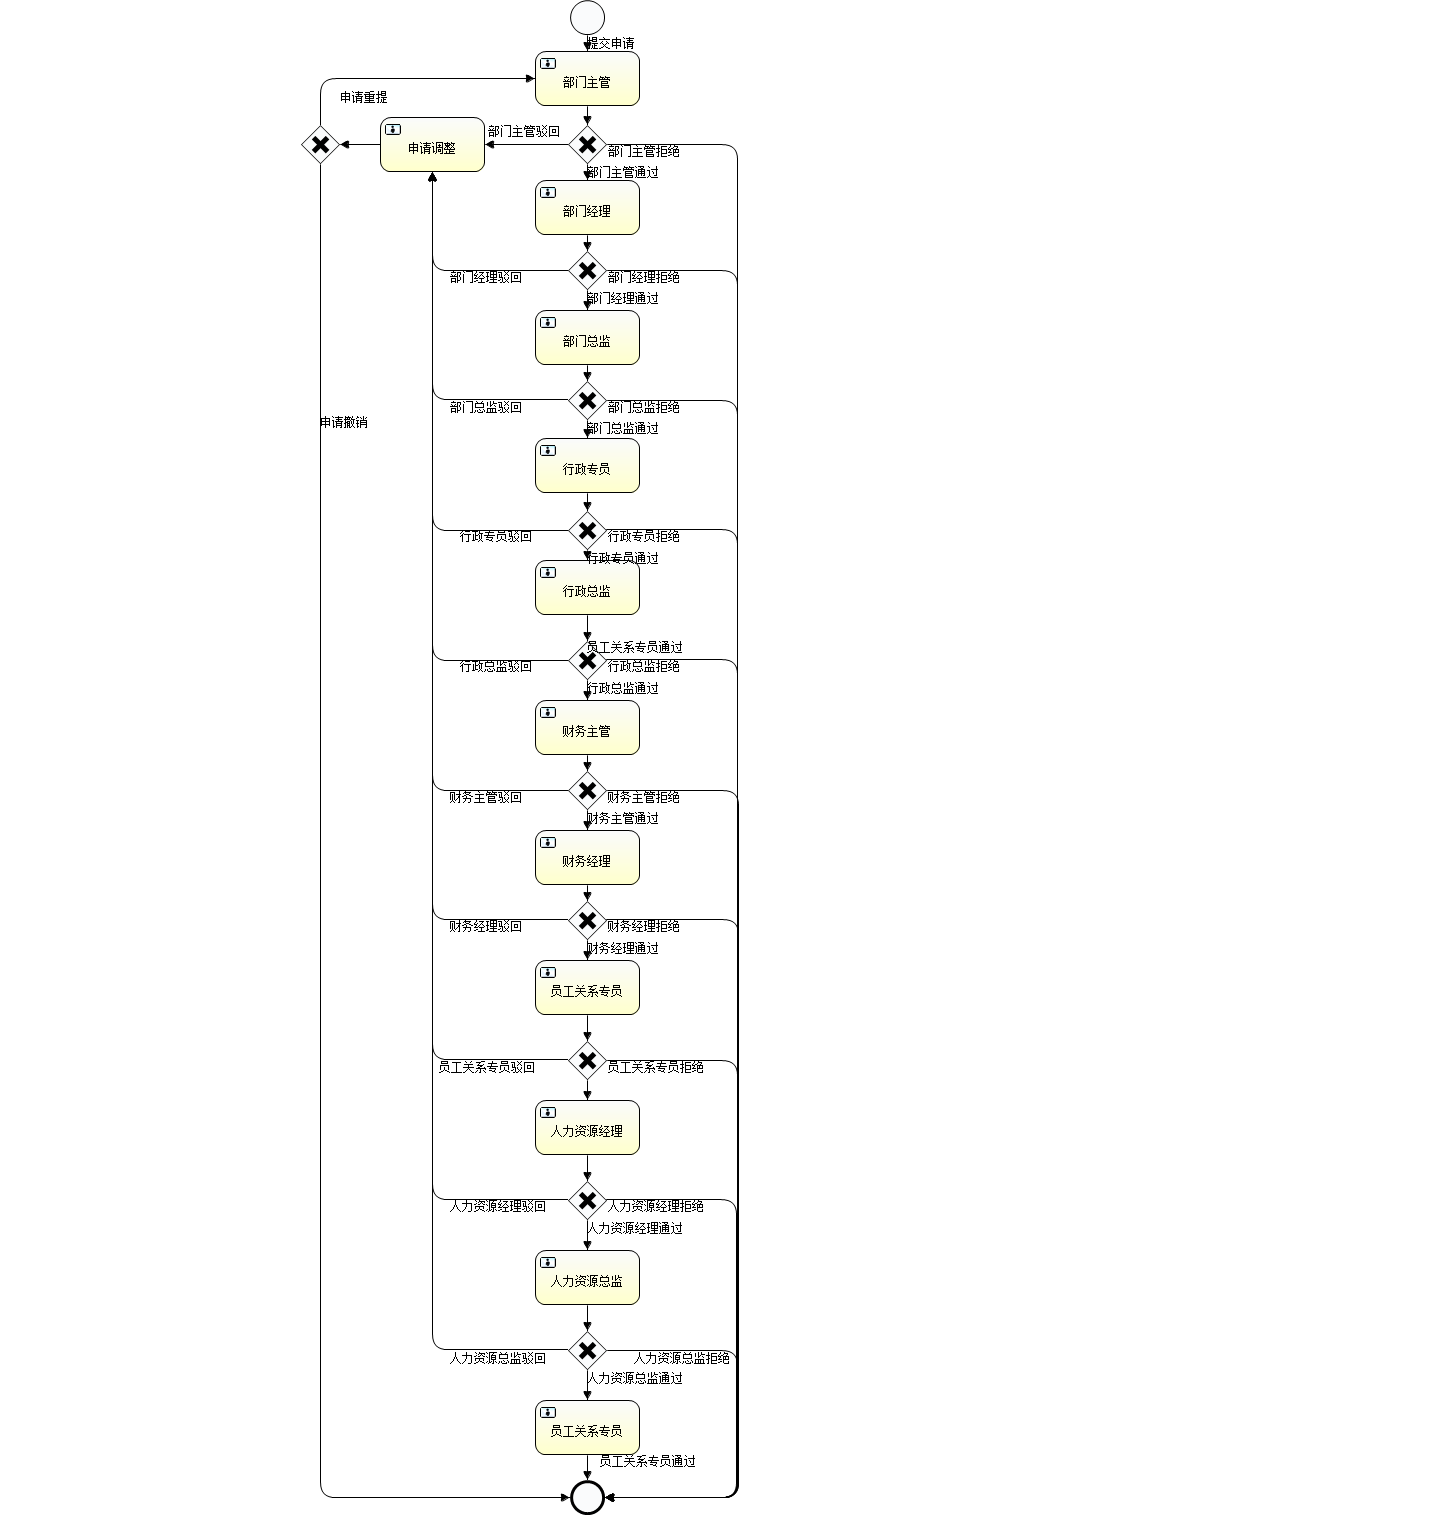 提交申请
部门主管
申请重提
部门主管驳回
申请调整
部门主管拒绝
部门主管通过
部门经理
部门经理驳回
部门经理拒绝
部门经理通过
部门总监
部门总监驳回
部门总监拒绝
申请撤销
部门总监通过
行政专员
行政专员驳回
行政专员拒绝
行政专员通过
行政总监
员工关系专员通过
行政总监驳回
行政总监拒绝
行政总监通过
财务主管
财务主管驳回
财务主管拒绝
财务主管通过
财务经理
财务经理驳回
财务经理拒绝
财务经理通过
员工关系专员
员工关系专员驳回
员工关系专员拒绝
人力资源经理
人力资源经理驳回
人力资源经理拒绝
人力资源经理通过
人力资源总监
人力资源总监驳回
人力资源总监拒绝
人力资源总监通过
员工关系专员
员工关系专员通过